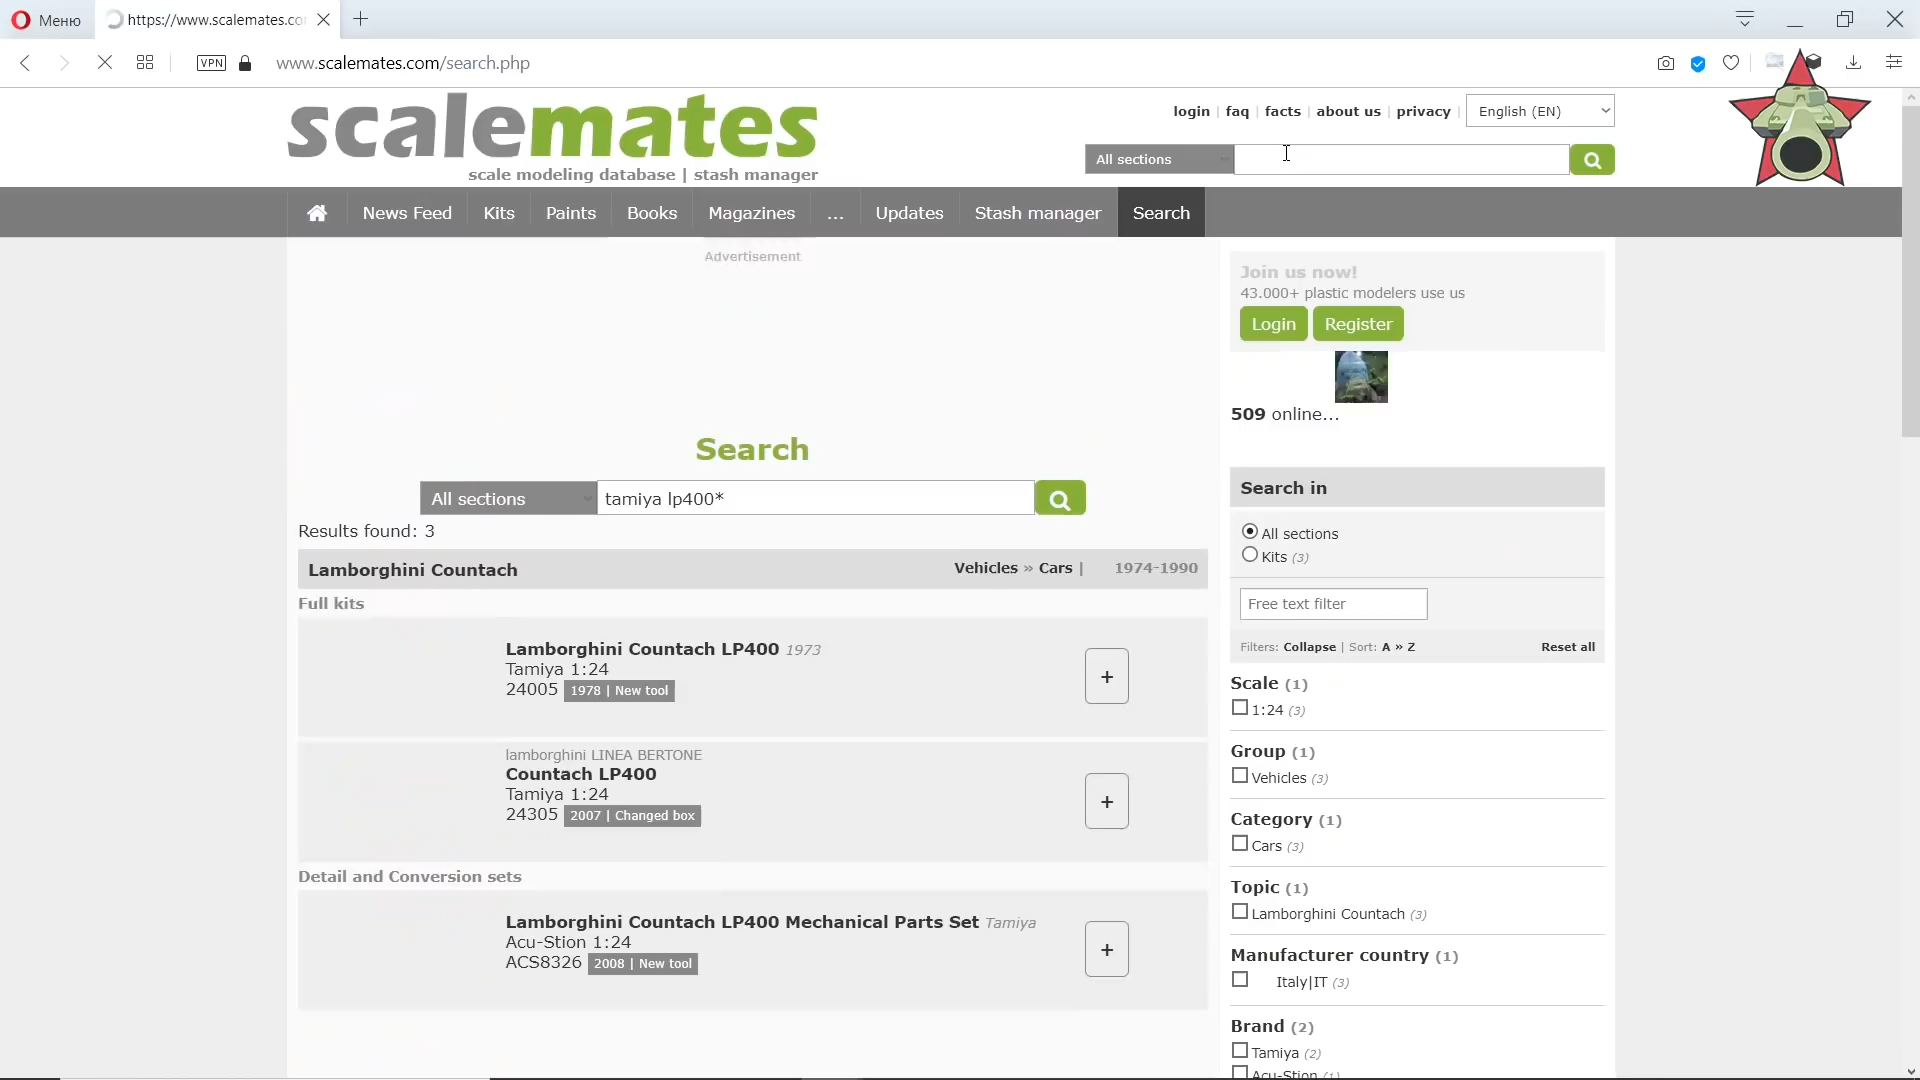 Меню
https://www.scalemates.co
VPN
www.scalemates.com/search.php
scalemates
scale modeling database | stash manager
login | faq | facts | about us | privacy | English (EN)
All sections
News Feed
Kits
Paints
Books
Magazines
...
Updates
Stash manager
Search
Advertisement
Search
All sections
tamiya lp400*
Results found: 3
Lamborghini Countach
Vehicles » Cars |
1974-1990
Full kits
Lamborghini Countach LP400 1973
Tamiya 1:24
24005 1978 | New tool
+
lamborghini LINEA BERTONE
Countach LP400
Tamiya 1:24
24305 2007 | Changed box
+
Detail and Conversion sets
Lamborghini Countach LP400 Mechanical Parts Set Tamiya
Acu-Stion 1:24
ACS8326 2008 | New tool
+
Join us now!
43.000+ plastic modelers use us
Login
Register
509 online...
Search in
All sections
Kits (3)
Free text filter
Filters: Collapse | Sort: A » Z
Reset all
Scale (1)
1:24 (3)
Group (1)
Vehicles (3)
Category (1)
Cars (3)
Topic (1)
Lamborghini Countach (3)
Manufacturer country (1)
Italy|IT (3)
Brand (2)
Tamiya (2)
Acu-Stion (1)